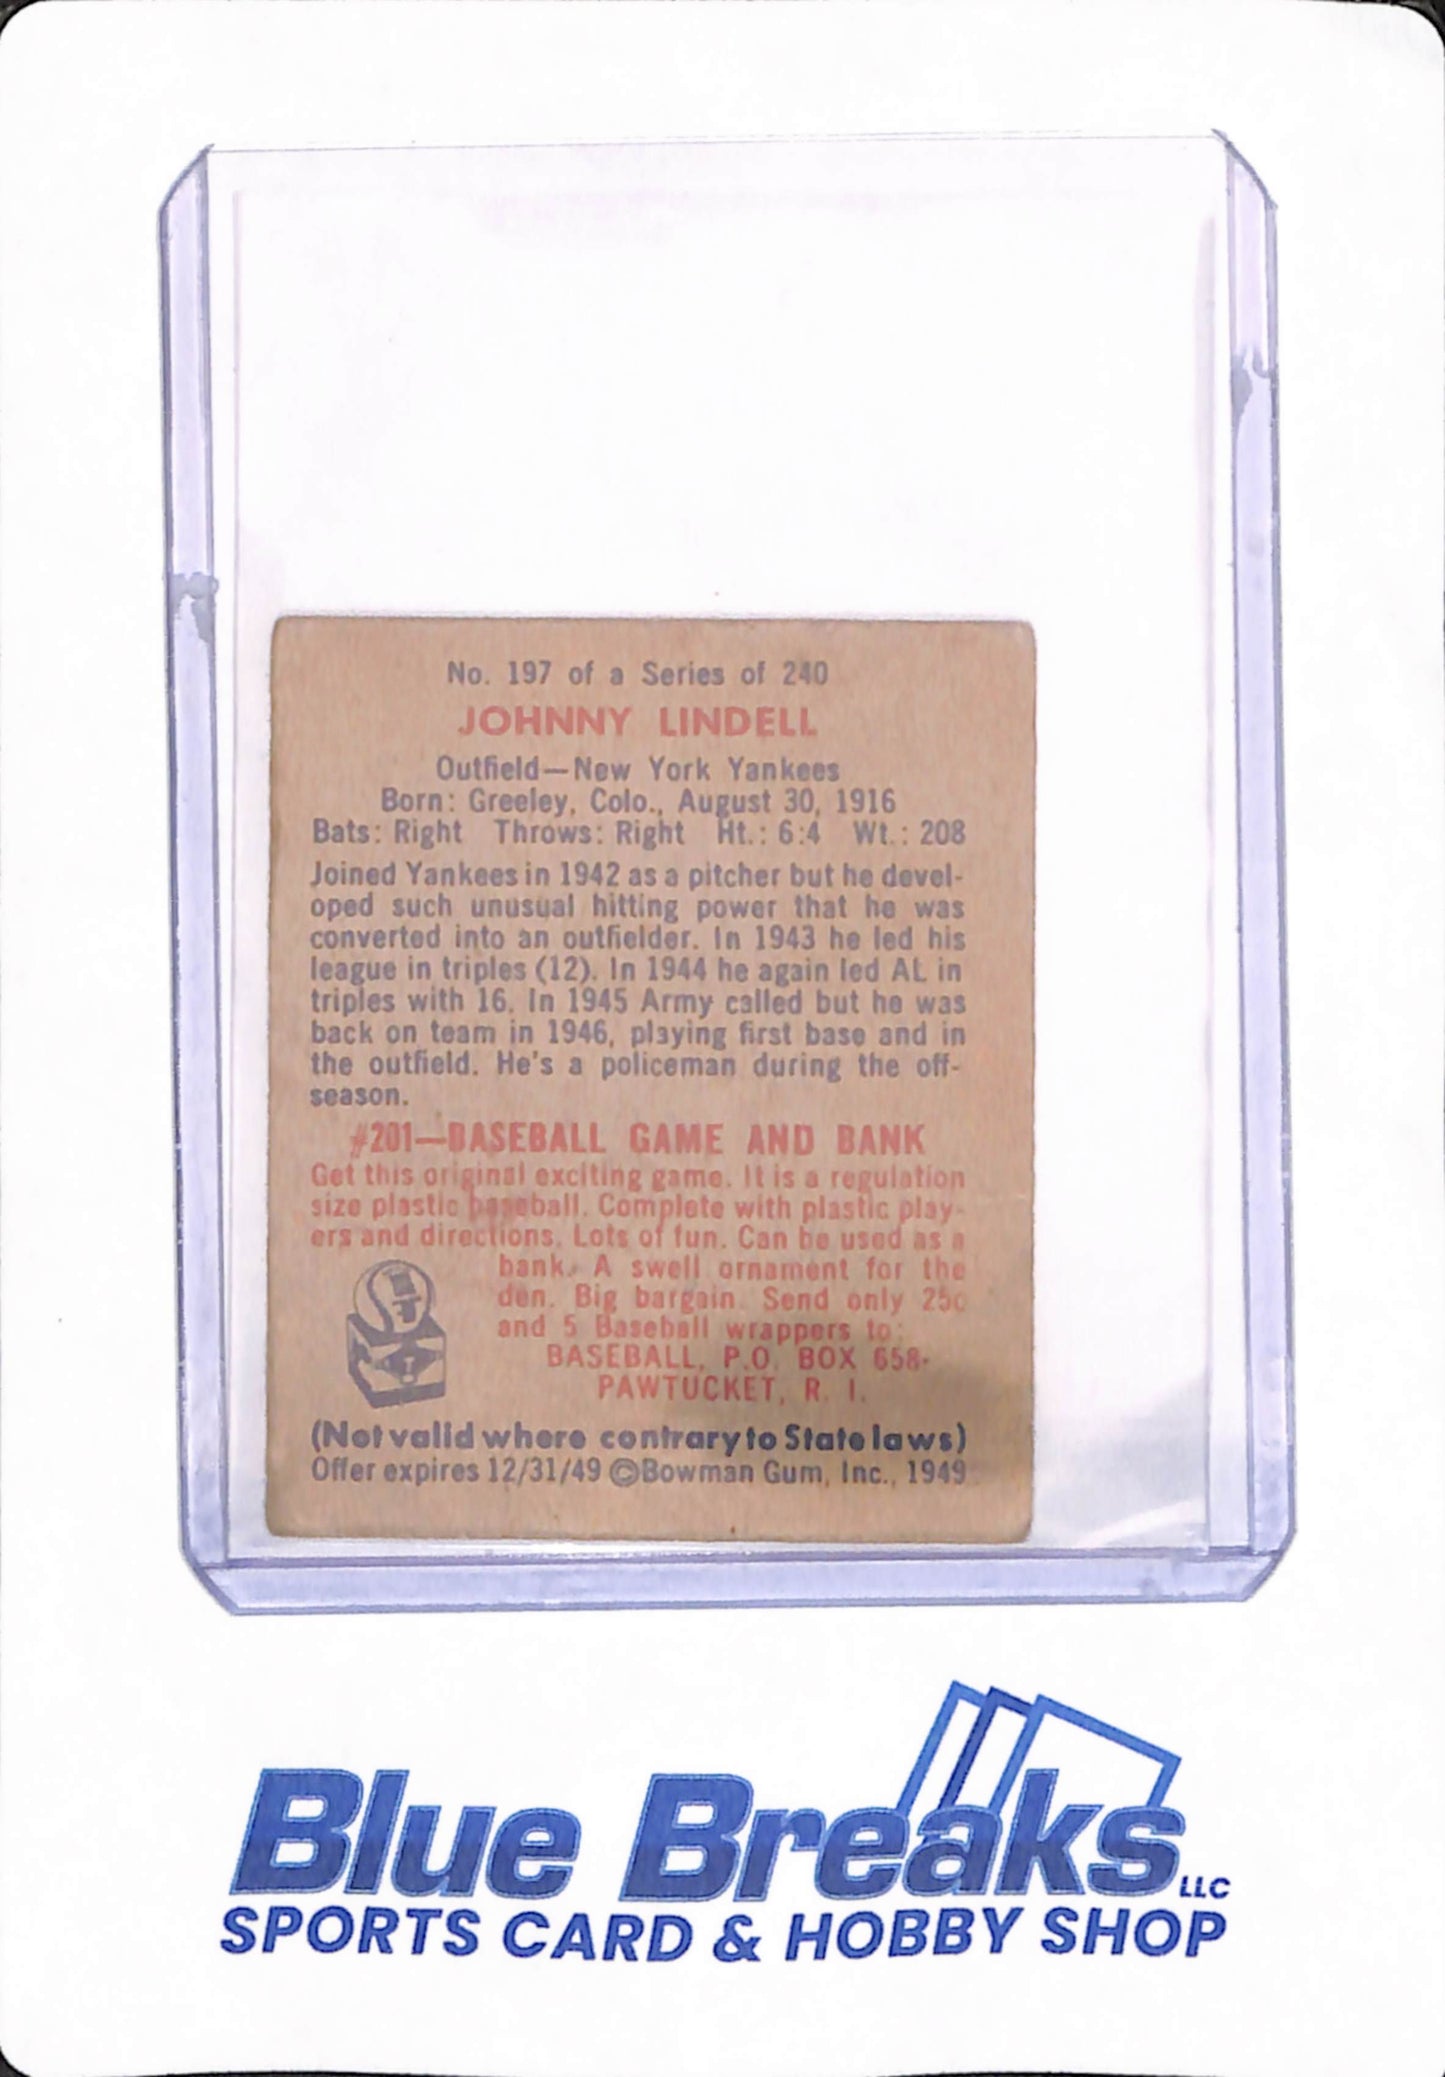 No. 197 of a Series of 240
JOHNNY LINDELL
Outfield—New York Yankees
Born: Greeley, Colo., August 30, 1916
Bats: Right Throws: Right Ht.: 6:4 Wt.: 208
Joined Yankees in 1942 as a pitcher but he devel-
oped such unusual hitting power that he was
converted into an outfielder. In 1943 he led his
league in triples (12). In 1944 he again led AL in
triples with 16. In 1945 Army called but he was
back on team in 1946, playing first base and in
the outfield. He's a policeman during the off-
season.
#201—BASEBALL GAME AND BANK
Get this original exciting game. It is a regulation
size plastic baseball. Complete with plastic play-
ers and directions. Lots of fun. Can be used as a
bank. A swell ornament for the
den. Big bargain. Send only 25c
and 5 Baseball wrappers to:
BASEBALL, P.O. BOX 658-
PAWTUCKET, R. I.
(Not valid where contrary to State laws)
Offer expires 12/31/49 ©Bowman Gum, Inc., 1949
Blue Breaks LLC
SPORTS CARD & HOBBY SHOP